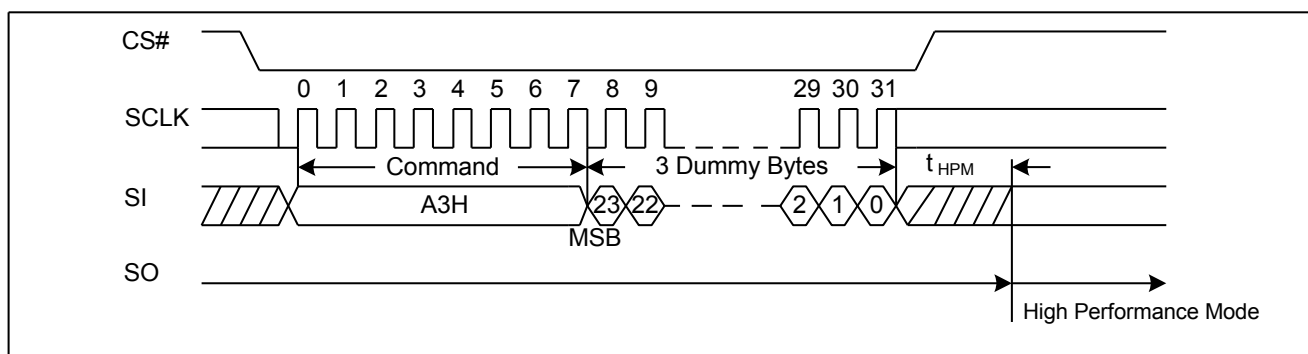 CS#
0 1 2 3 4 5 6 7 8 9 29 30 31
SCLK
Command 3 Dummy Bytes t HPM
SI A3H 23 22 2 1 0
MSB
SO
High Performance Mode